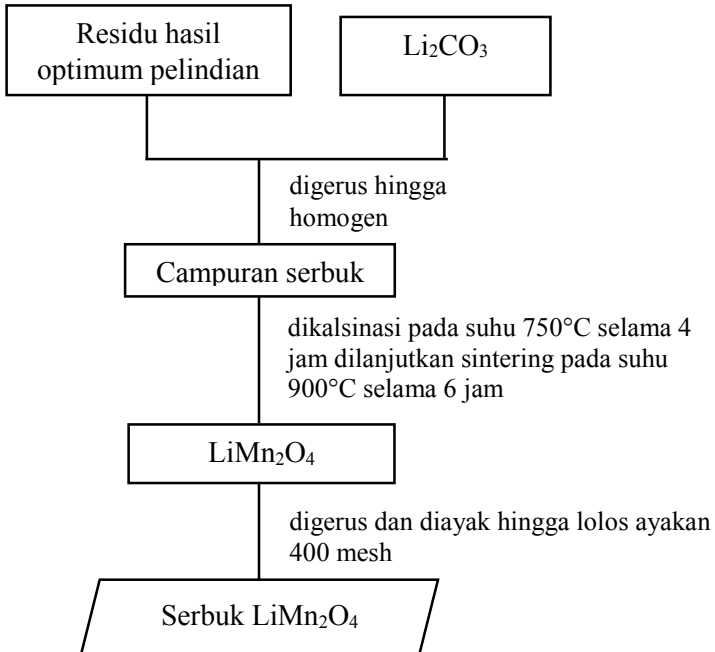 Residu hasil
optimum pelindian
Li₂CO₃
digerus hingga
homogen
Campuran serbuk
dikalsinasi pada suhu 750°C selama 4
jam dilanjutkan sintering pada suhu
900°C selama 6 jam
LiMn₂O₄
digerus dan diayak hingga lolos ayakan
400 mesh
Serbuk LiMn₂O₄